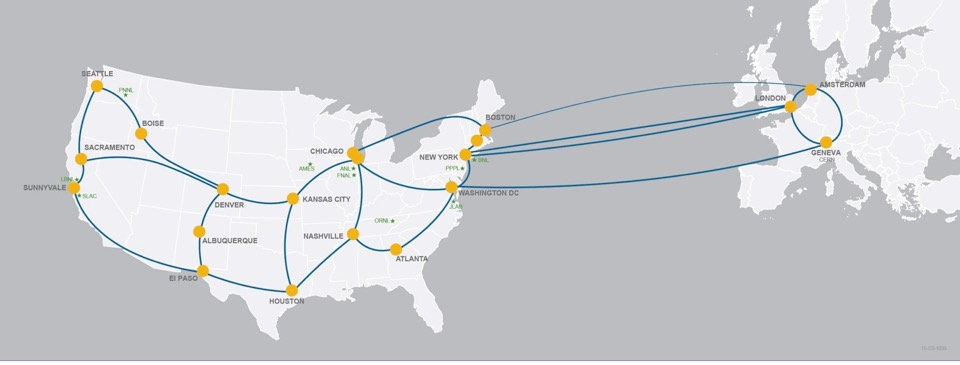 SEATTLE
PNNL
BOISE
SACRAMENTO
LBNL
SUNNYVALE
SLAC
DENVER
ALBUQUERQUE
El PASO
HOUSTON
KANSAS CITY
AMES
CHICAGO
ANL
FNAL
NASHVILLE
ORNL
ATLANTA
BOSTON
NEW YORK
BNL
PPPL
WASHINGTON DC
JLAB
LONDON
AMSTERDAM
GENEVA
CERN